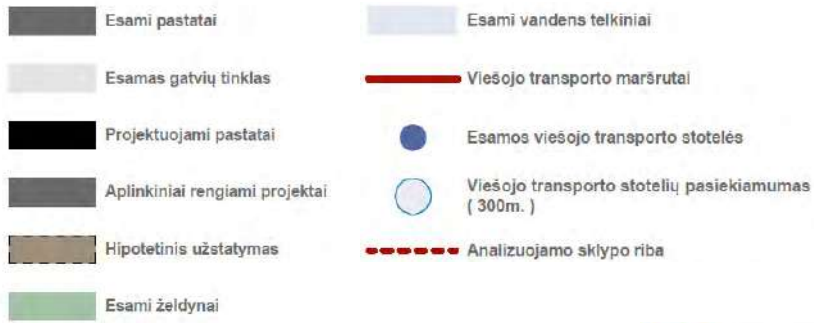 Esami pastatai
Esamas gatvių tinklas
Projektuojami pastatai
Aplinkiniai rengiami projektai
Hipotetinis užstatymas
Esami želdynai
Esami vandens telkiniai
Viešojo transporto maršrutai
Esamos viešojo transporto stotelės
Viešojo transporto stotelių pasiekiamumas
( 300m. )
Analizuojamo sklypo riba